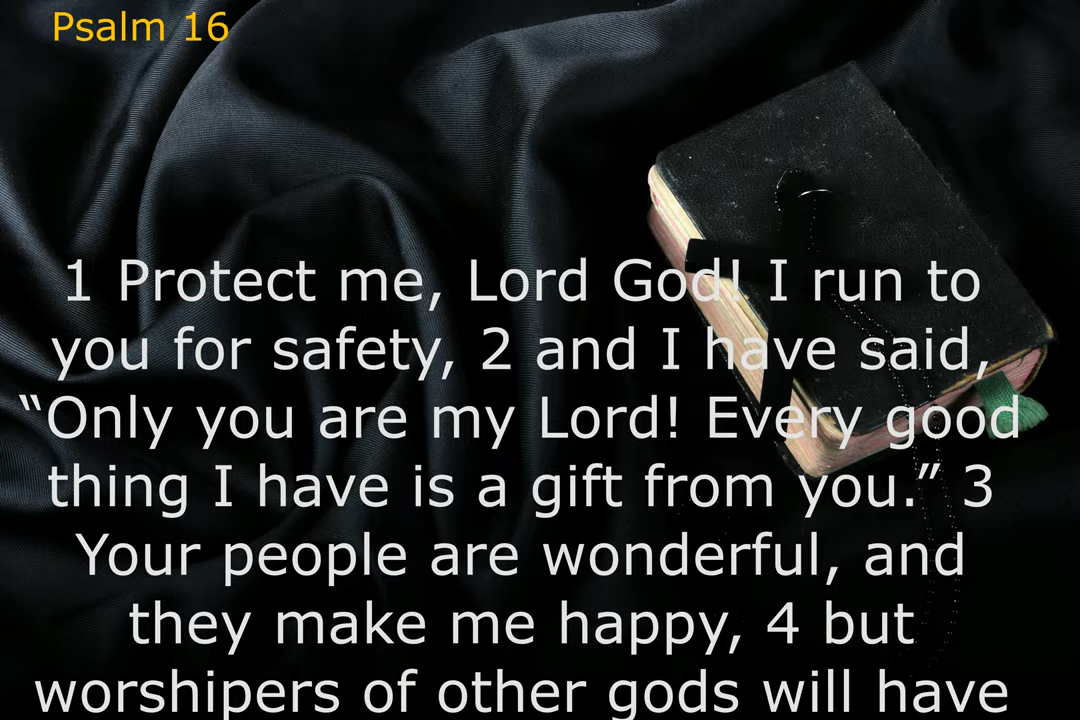 Psalm 16
1 Protect me, Lord God! I run to
you for safety, 2 and I have said,
“Only you are my Lord! Every good
thing I have is a gift from you.” 3
Your people are wonderful, and
they make me happy, 4 but
worshipers of other gods will have